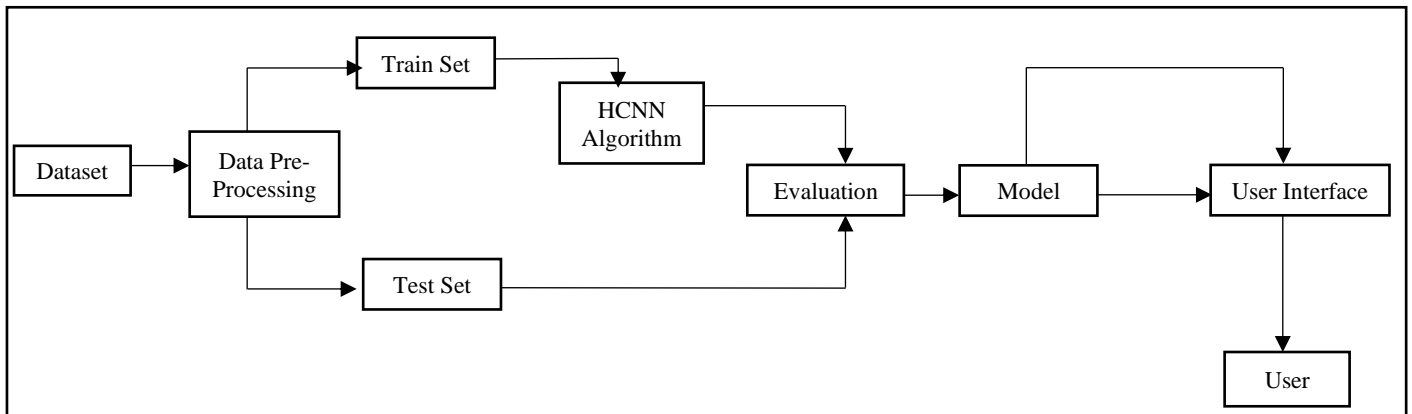 Train Set
HCNN
Algorithm
Dataset
Data Pre-
Processing
Evaluation
Model
User Interface
Test Set
User